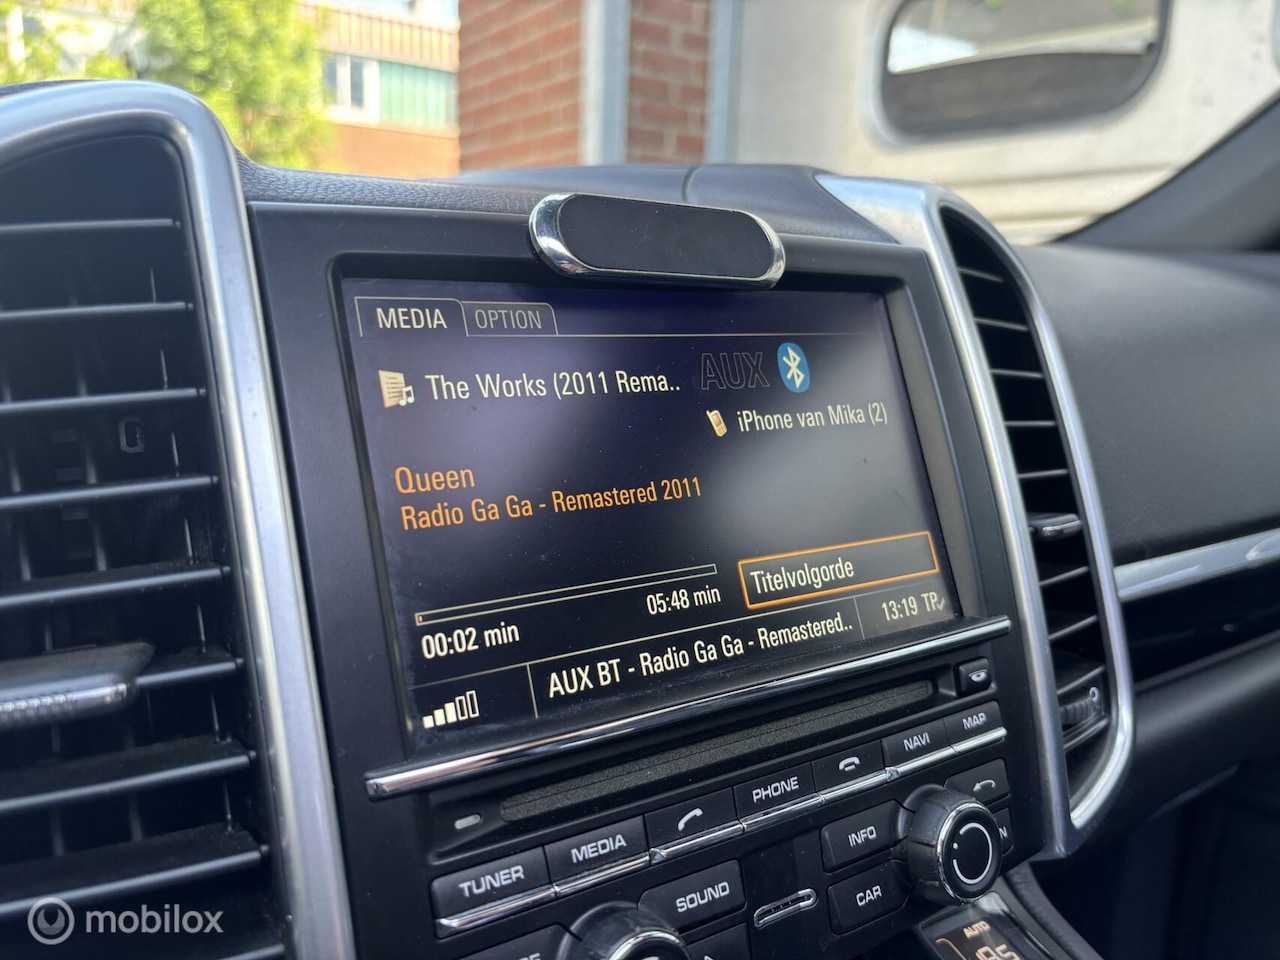 MEDIA OPTION
The Works (2011 Rema..
AUX
iPhone van Mika (2)
Queen
Radio Ga Ga - Remastered 2011
05:48 min
Titelvolgorde
00:02 min
13:19 TP
AUX BT - Radio Ga Ga - Remastered..
MAP
NAVI
PHONE
MEDIA
TUNER
INFO
SOUND
CAR
AUTO
mobilox